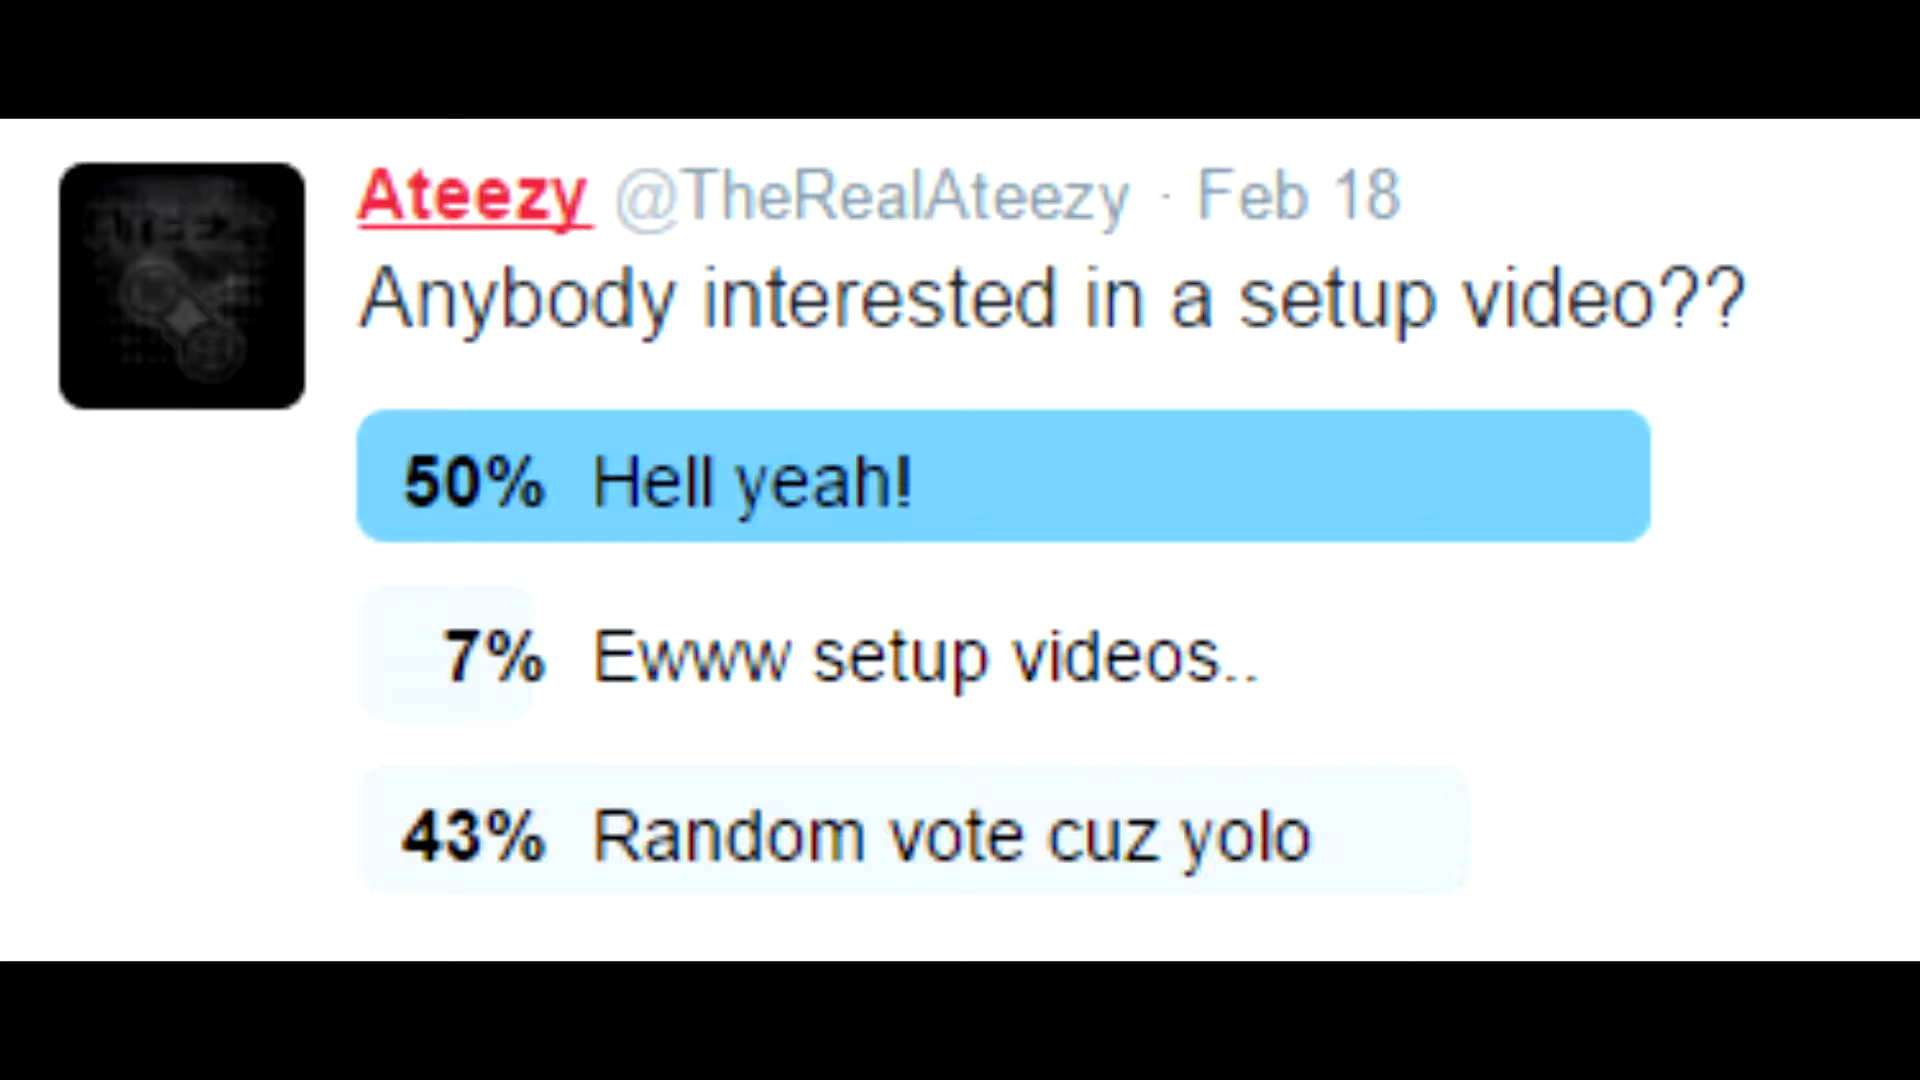 Ateezy @TheRealAteezy · Feb 18
Anybody interested in a setup video??
50% Hell yeah!
7% Ewww setup videos..
43% Random vote cuz yolo